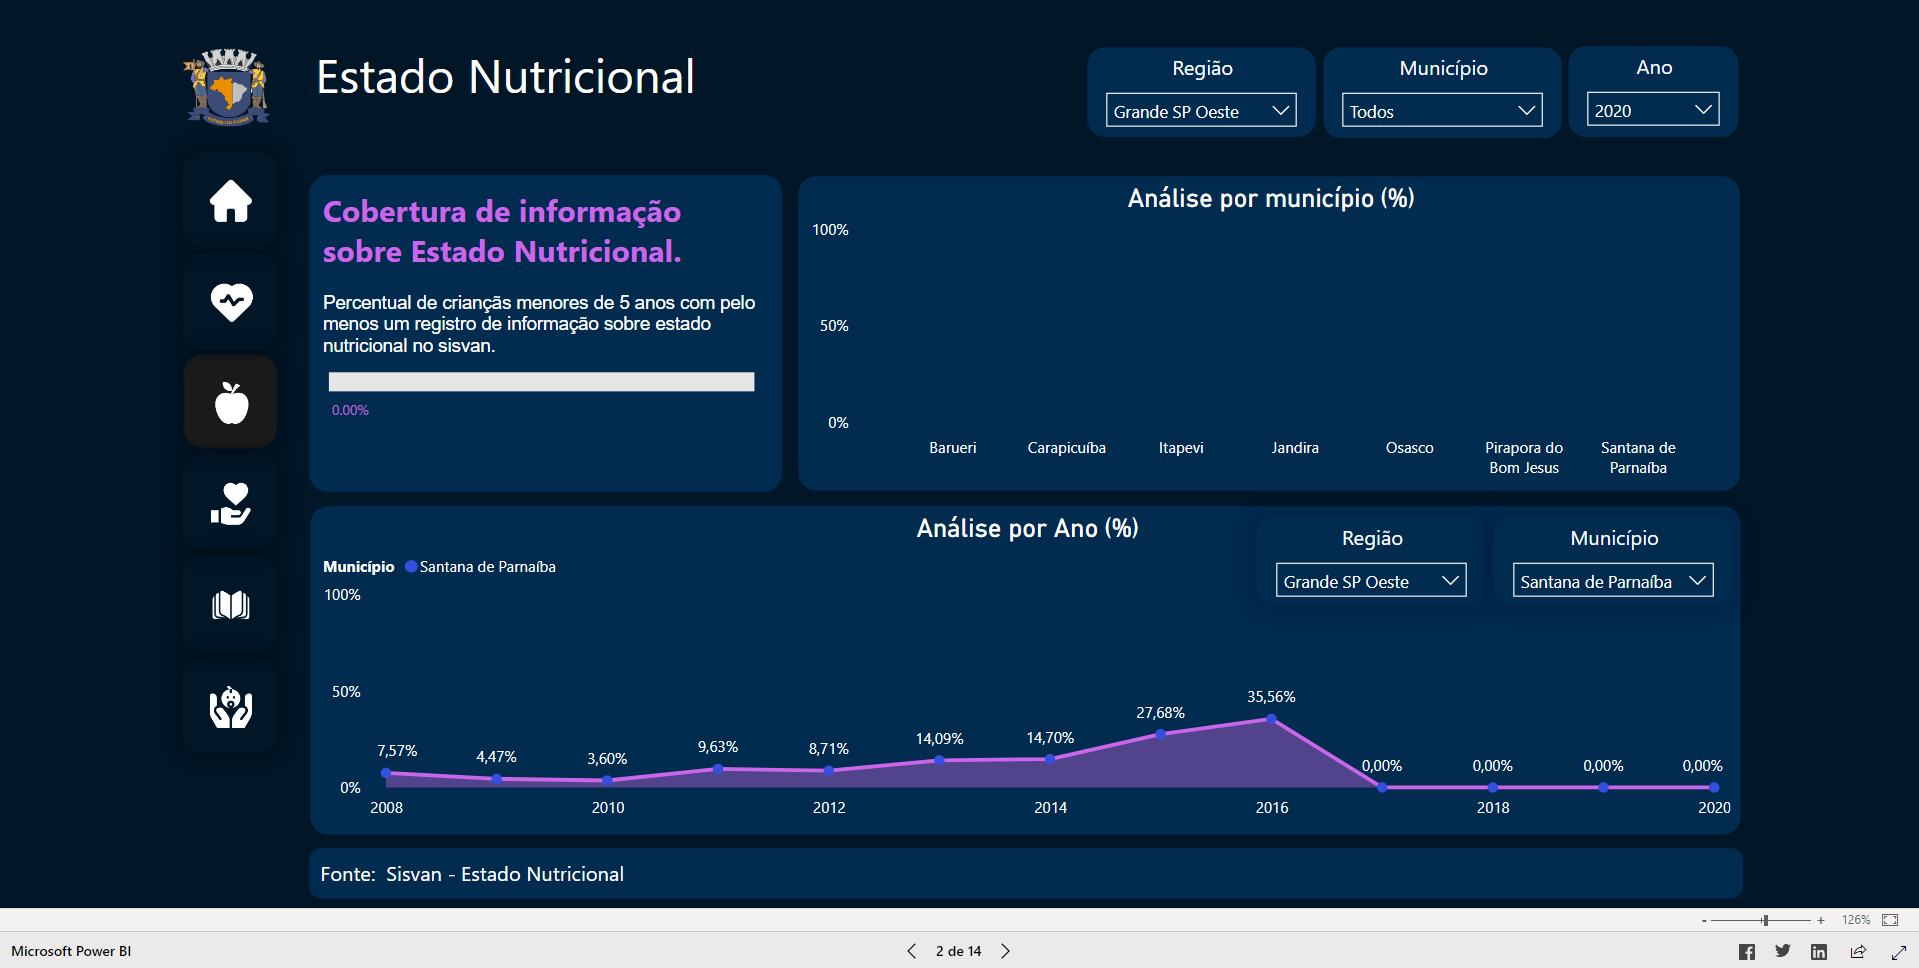 Estado Nutricional
Região
Grande SP Oeste
Município
Todos
Ano
2020
Cobertura de informação
sobre Estado Nutricional.
Percentual de criançãs menores de 5 anos com pelo
menos um registro de informação sobre estado
nutricional no sisvan.
0.00%
Análise por município (%)
100%
50%
0%
Barueri
Carapicuíba
Itapevi
Jandira
Osasco
Pirapora do
Bom Jesus
Santana de
Parnaíba
Análise por Ano (%)
Região
Grande SP Oeste
Município
Santana de Parnaíba
Município Santana de Parnaíba
100%
50%
0%
7,57%
4,47%
3,60%
9,63%
8,71%
14,09%
14,70%
27,68%
35,56%
0,00%
0,00%
0,00%
0,00%
2008
2010
2012
2014
2016
2018
2020
Fonte: Sisvan - Estado Nutricional
- + 126%
Microsoft Power BI
2 de 14